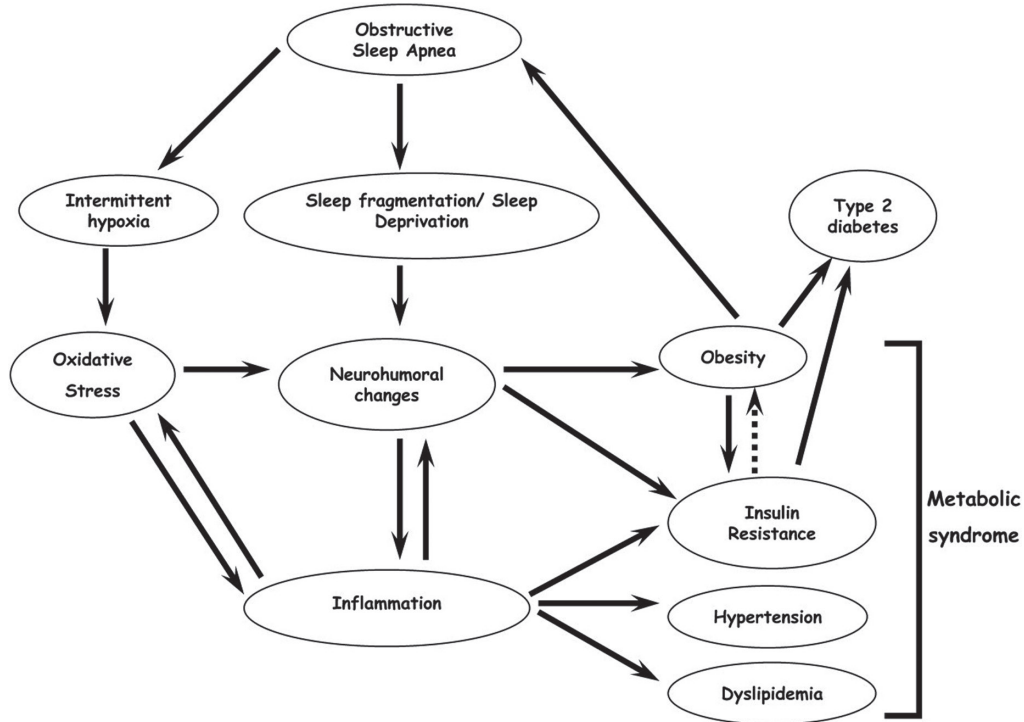 Obstructive
Sleep Apnea
Intermittent
hypoxia
Sleep fragmentation/ Sleep
Deprivation
Type 2
diabetes
Oxidative
Stress
Neurohumoral
changes
Obesity
Insulin
Resistance
Metabolic
syndrome
Inflammation
Hypertension
Dyslipidemia